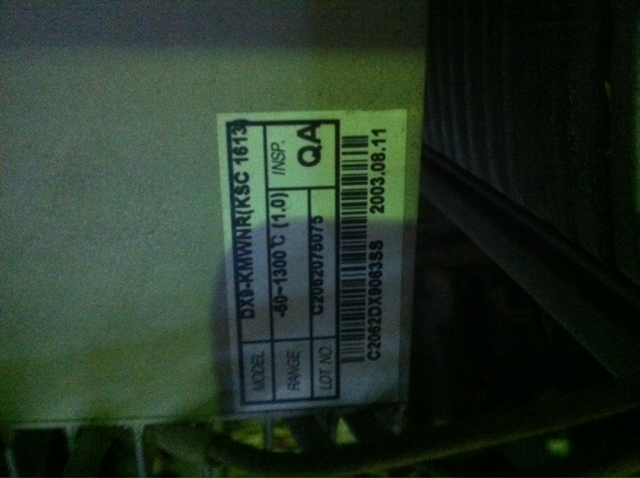 MODEL DX9-KMWNR(KSC 1613)
RANGE -50~1300℃ (1.0) INSP.
LOT NO. C2062075075 QA
C2062DX9063SS 2003.08.11